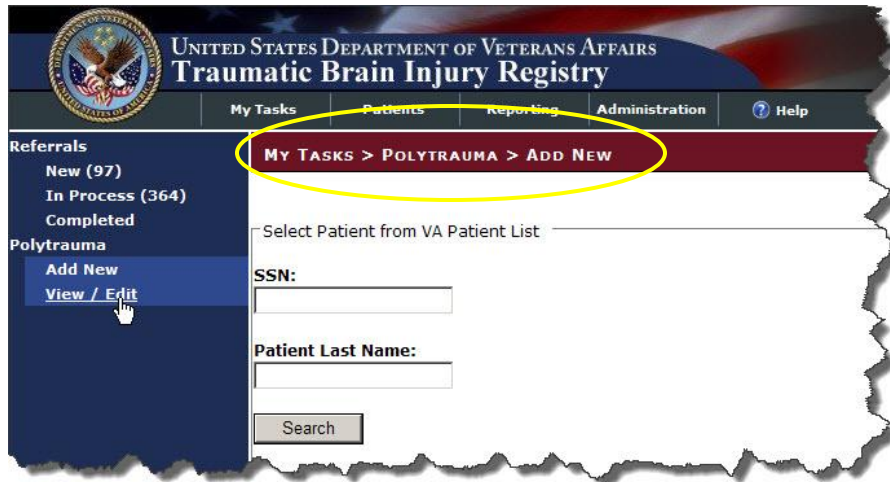 UNITED STATES DEPARTMENT OF VETERANS AFFAIRS
Traumatic Brain Injury Registry
My Tasks Patients Reporting Administration ? Help
Referrals
New (97)
In Process (364)
Completed
Polytrauma
Add New
View / Edit
MY TASKS > POLYTRAUMA > ADD NEW
Select Patient from VA Patient List
SSN:
Patient Last Name:
Search